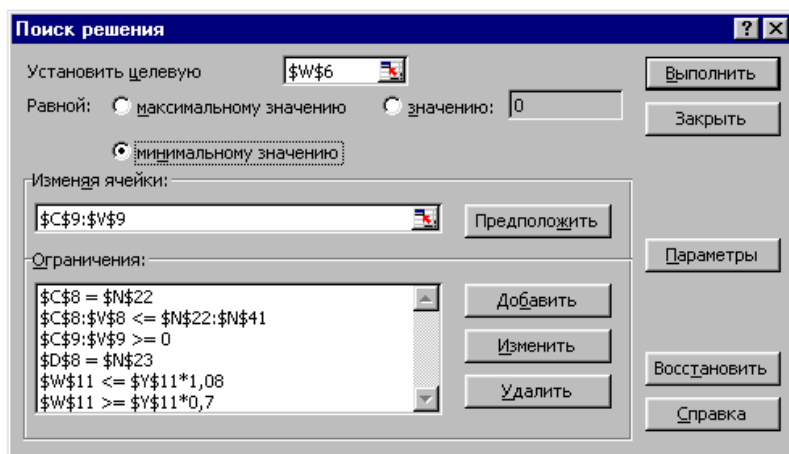 Поиск решения
Установить целевую $W$6
Выполнить
Равной: максимальному значению значению: 0
Закрыть
минимальному значению
Изменяя ячейки:
$C$9:$V$9
Предположить
Параметры
Ограничения:
$C$8 = $N$22
$C$8:$V$8 <= $N$22:$N$41
$C$9:$V$9 >= 0
$D$8 = $N$23
$W$11 <= $Y$11*1,08
$W$11 >= $Y$11*0,7
Добавить
Изменить
Удалить
Восстановить
Справка